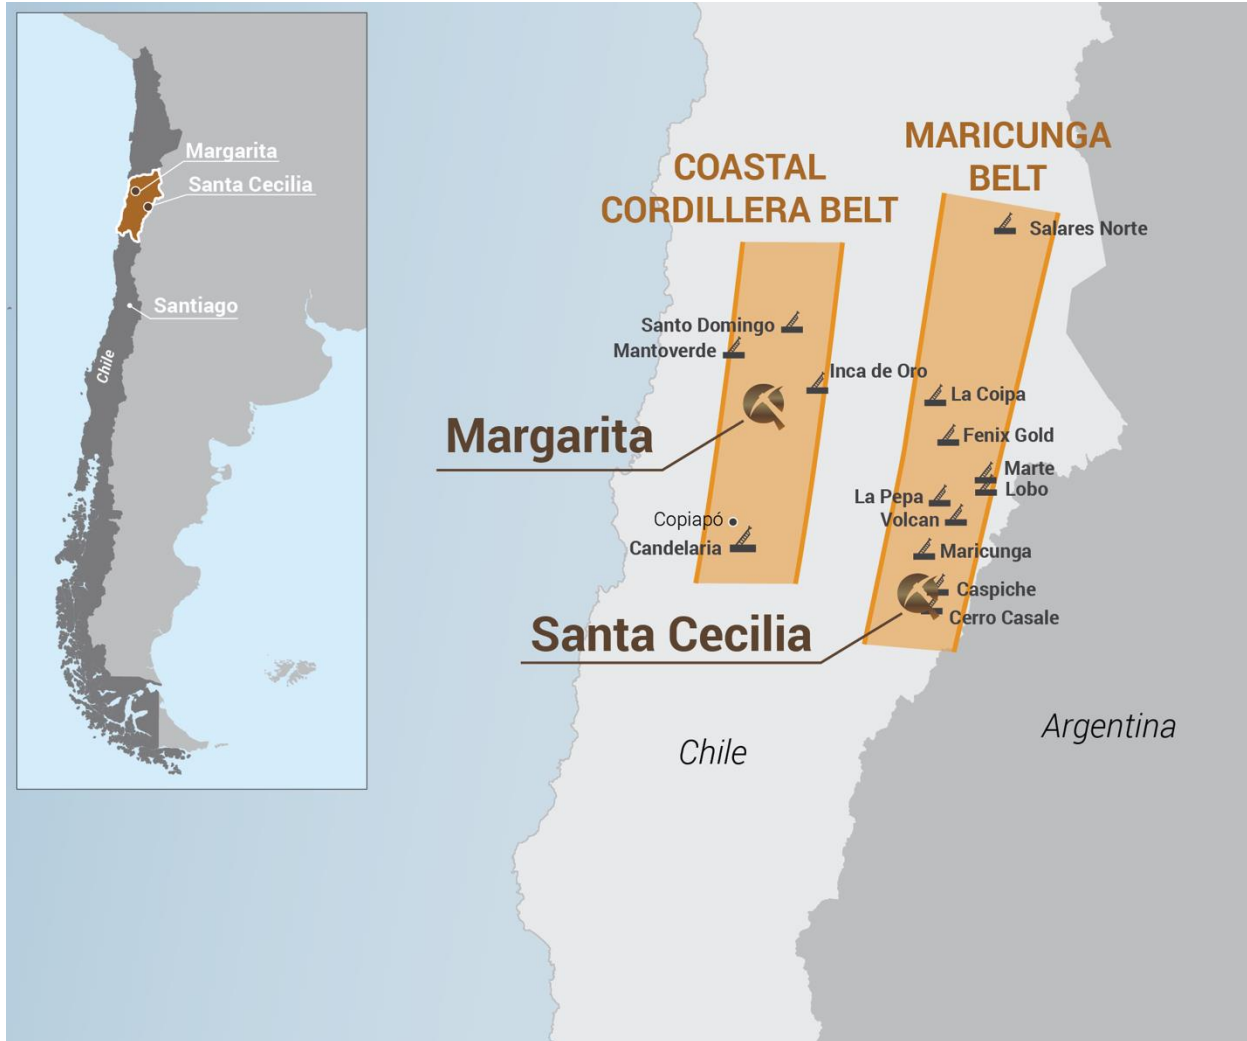 Margarita
Santa Cecilia
Santiago
Chile
COASTAL
CORDILLERA BELT
MARICUNGA
BELT
Salares Norte
Santo Domingo
Mantoverde
Inca de Oro
La Coipa
Margarita
Fenix Gold
Marte
Lobo
La Pepa
Volcan
Copiapó
Candelaria
Maricunga
Caspiche
Cerro Casale
Santa Cecilia
Chile
Argentina